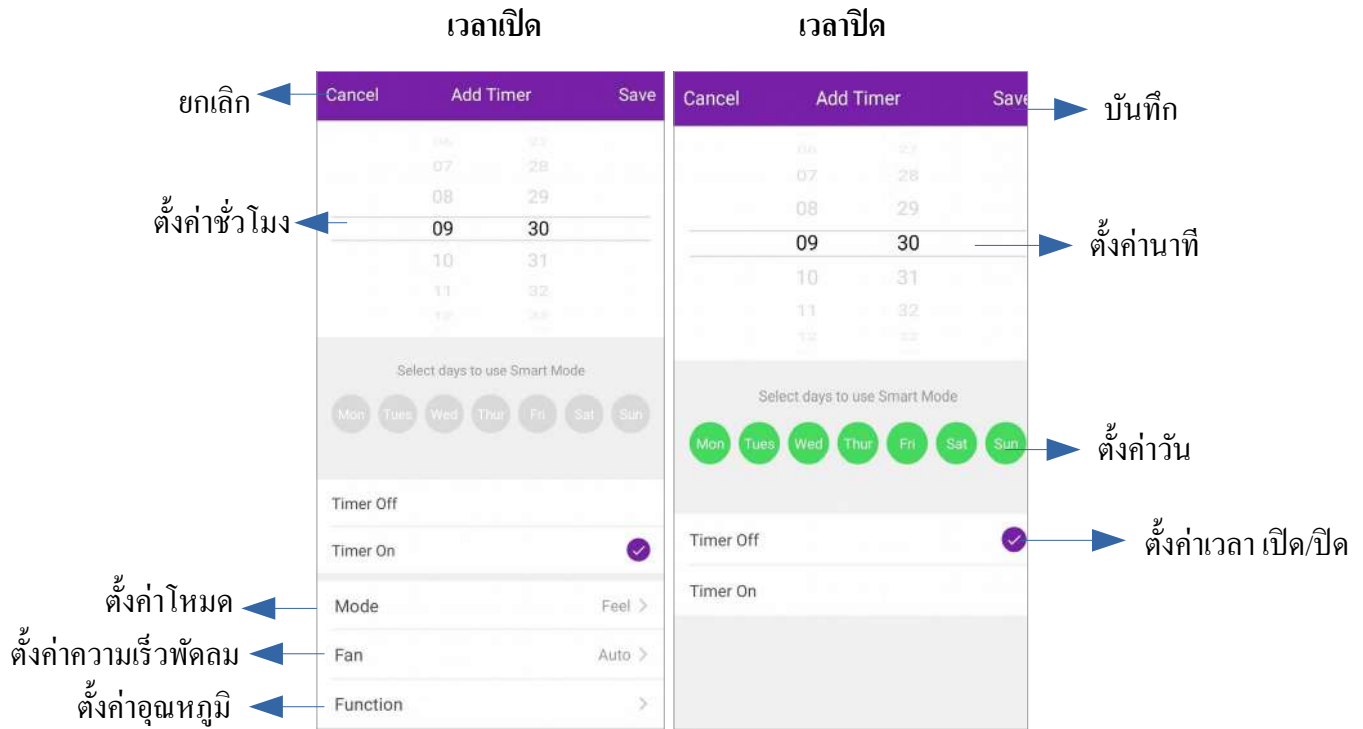 เวลาเปิด
เวลาปิด
ยกเลิก
Cancel Add Timer Save
Cancel Add Timer Save
บันทึก
07 28
08 29
ตั้งค่าชั่วโมง
09 30
10 31
11 32
07 28
08 29
09 30
ตั้งค่านาที
10 31
11 32
Select days to use Smart Mode
Mon Tues Wed Thur Fri Sat Sun
Select days to use Smart Mode
Mon Tues Wed Thur Fri Sat Sun
ตั้งค่าวัน
Timer Off
Timer On
Timer Off
ตั้งค่าเวลา เปิด/ปิด
Timer On
ตั้งค่าโหมด
Mode Feel >
ตั้งค่าความเร็วพัดลม
Fan Auto >
ตั้งค่าอุณหภูมิ
Function >